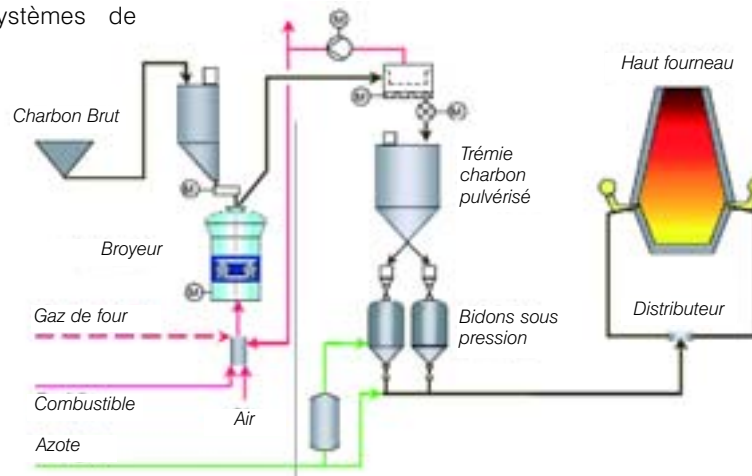 ystèmes de
M
Haut fourneau
Charbon Brut
M
M
Trémie
charbon
pulvérisé
M
Broyeur
M
Gaz de four
Bidons sous
pression
Distributeur
Combustible
Air
Azote